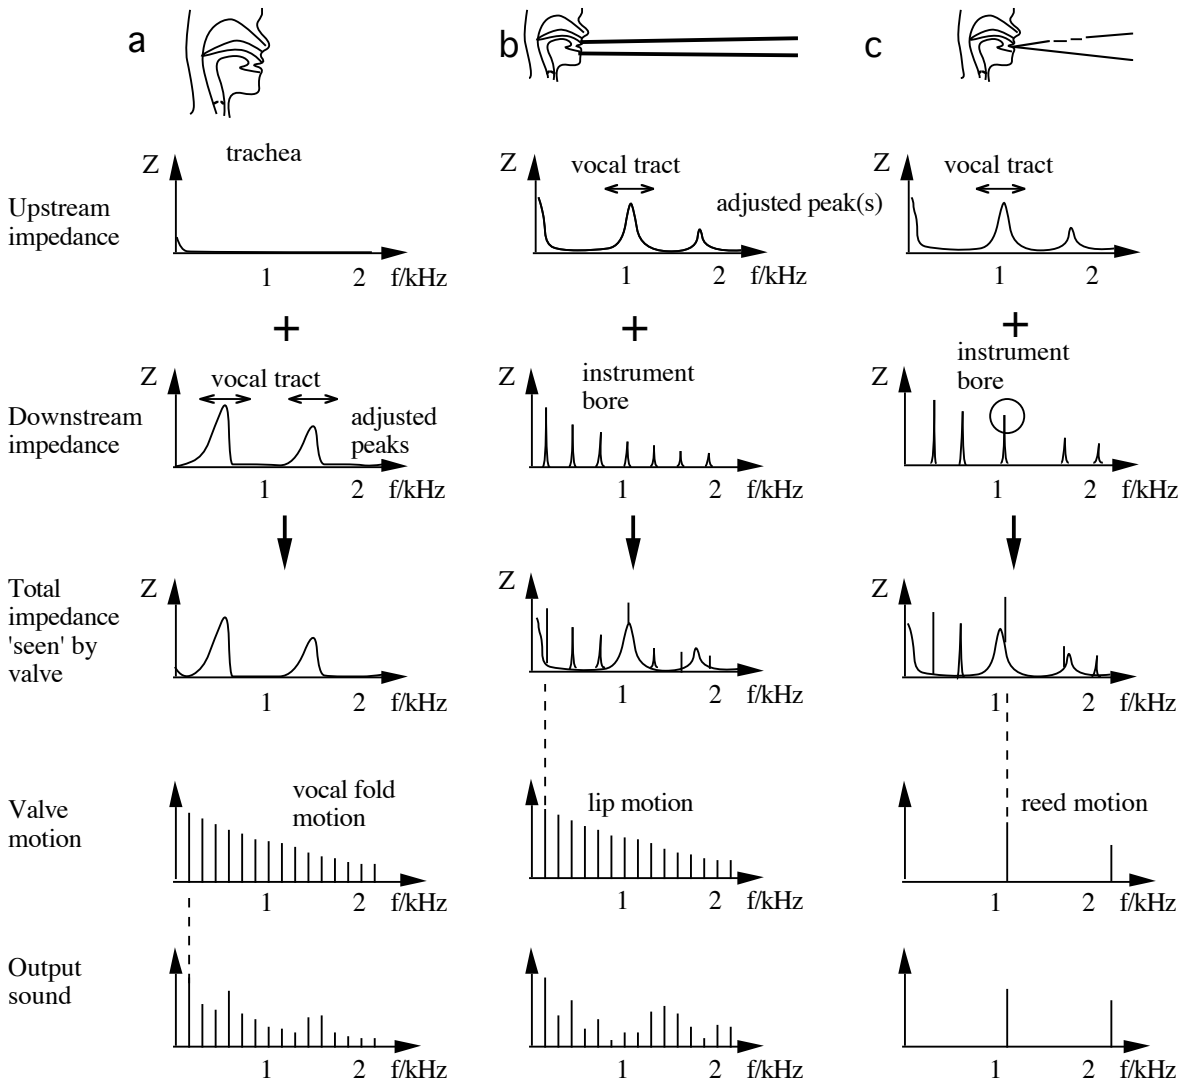 a
b
c
Upstream
impedance
Z
trachea
1 2 f/kHz
Z
vocal tract
adjusted peak(s)
1 2 f/kHz
Z
vocal tract
1 2
+
+
+
Downstream
impedance
Z
vocal tract
adjusted
peaks
1 2 f/kHz
Z
instrument
bore
1 2 f/kHz
Z
instrument
bore
1 2 f/kHz
Total
impedance
'seen' by
valve
Z
1 2 f/kHz
Z
1 2 f/kHz
Z
1 2 f/kHz
Valve
motion
vocal fold
motion
1 2 f/kHz
lip motion
1 2 f/kHz
reed motion
1 2 f/kHz
Output
sound
1 2 f/kHz
1 2 f/kHz
1 2 f/kHz